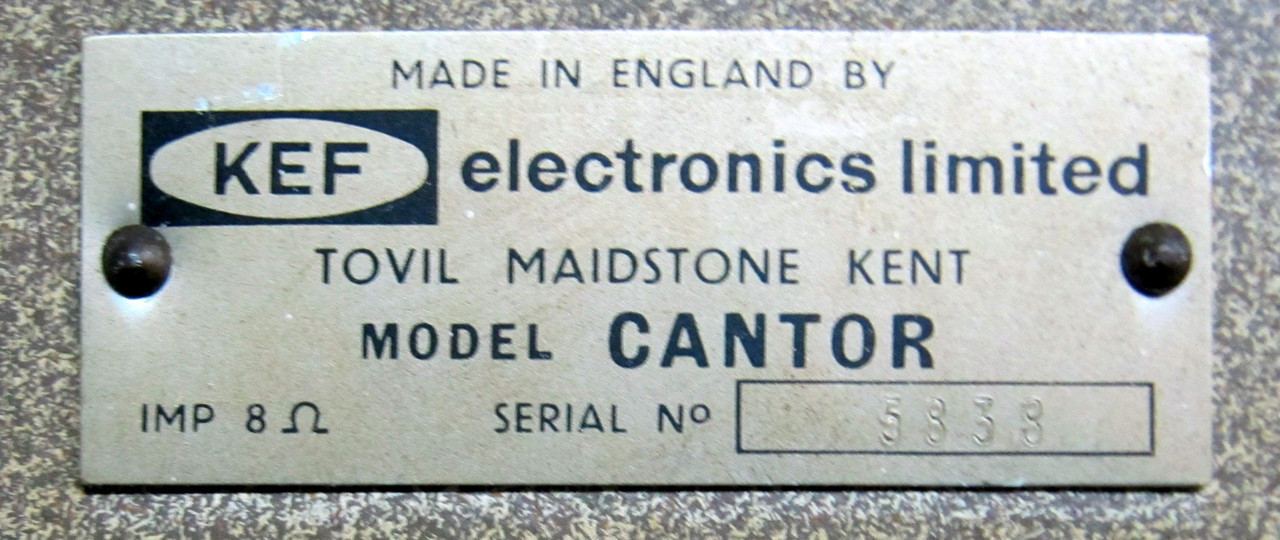 MADE IN ENGLAND BY
KEF electronics limited
TOVIL MAIDSTONE KENT
MODEL CANTOR
IMP 8 Ω SERIAL Nº 5838